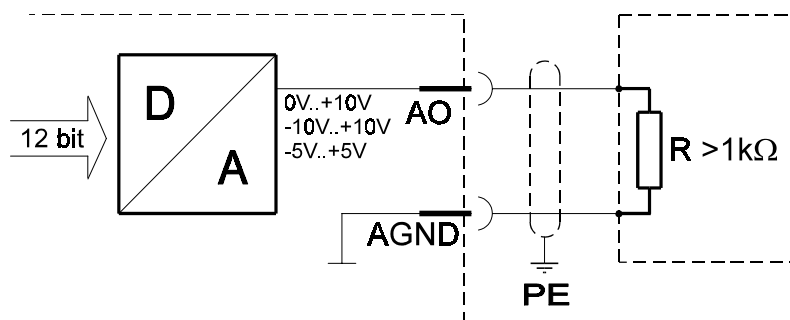 D
A
12 bit
0V..+10V
-10V..+10V
-5V..+5V
AO
AGND
PE
R >1kΩ